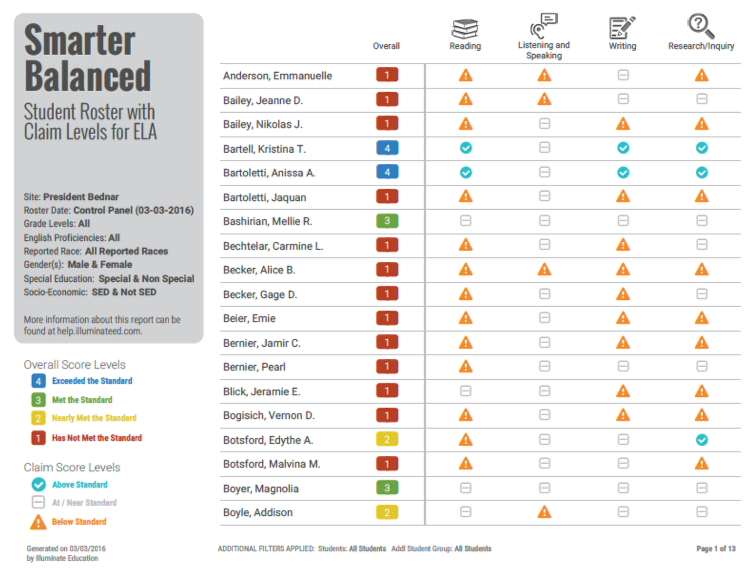 Smarter
Balanced
Student Roster with
Claim Levels for ELA
Site: President Bednar
Roster Date: Control Panel (03-03-2016)
Grade Levels: All
English Proficiencies: All
Reported Race: All Reported Races
Gender(s): Male & Female
Special Education: Special & Non Special
Socio-Economic: SED & Not SED
More information about this report can be
found at help.illuminateed.com.
Overall Score Levels
4 Exceeded the Standard
3 Met the Standard
2 Nearly Met the Standard
1 Has Not Met the Standard
Claim Score Levels
Above Standard
At / Near Standard
Below Standard
Generated on 03/03/2016
by Illuminate Education
Overall Reading Listening and Speaking Writing Research/Inquiry
Anderson, Emmanuelle 1
Bailey, Jeanne D. 1
Bailey, Nikolas J. 1
Bartell, Kristina T. 4
Bartoletti, Anissa A. 4
Bartoletti, Jaquan 1
Bashirian, Mellie R. 3
Bechtelar, Carmine L. 1
Becker, Alice B. 1
Becker, Gage D. 1
Beier, Ernie 1
Bernier, Jamir C. 1
Bernier, Pearl 1
Blick, Jeramie E. 1
Bogisich, Vernon D. 1
Botsford, Edythe A. 2
Botsford, Malvina M. 1
Boyer, Magnolia 3
Boyle, Addison 2
ADDITIONAL FILTERS APPLIED: Students: All Students Addl Student Group: All Students
Page 1 of 13